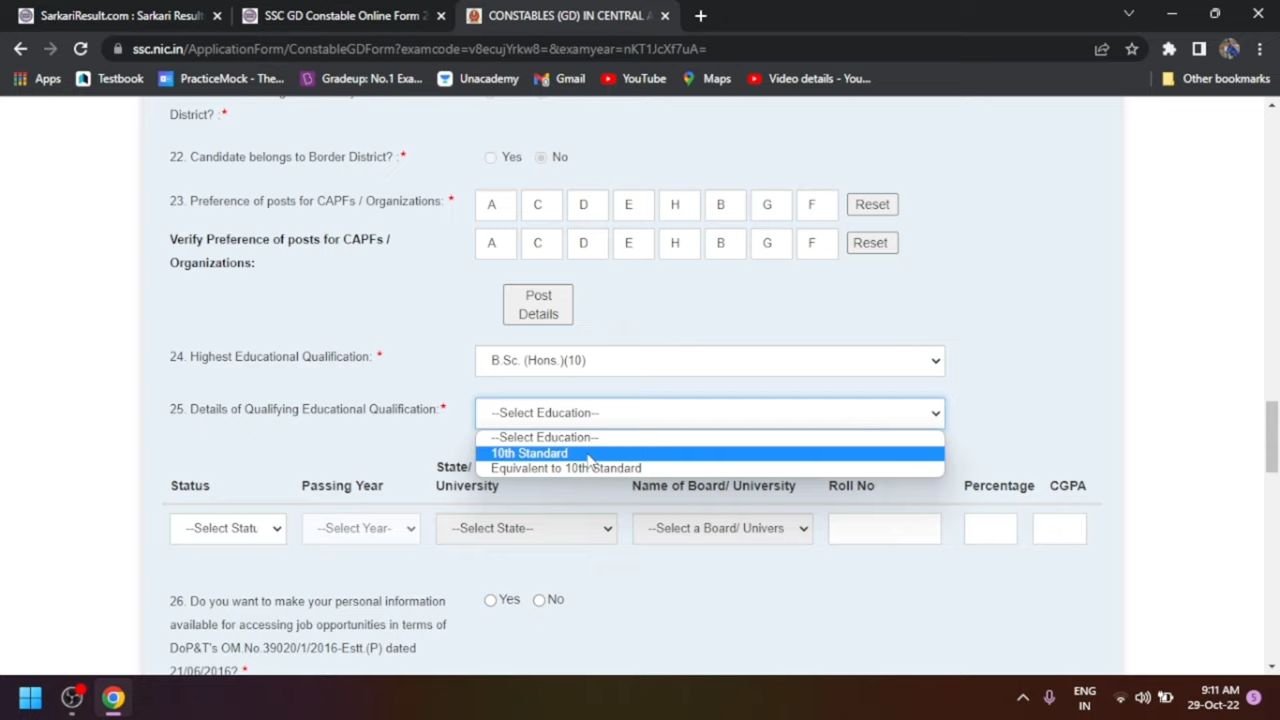 SarkariResult.com : Sarkari Result
SSC GD Constable Online Form 2
CONSTABLES (GD) IN CENTRAL A
ssc.nic.in/ApplicationForm/ConstableGDForm?examcode=v8ecujYrkw8=&examyear=nKT1JcXf7uA=
Apps
Testbook
PracticeMock - The...
Gradeup: No.1 Exa...
Unacademy
Gmail
YouTube
Maps
Video details - You...
Other bookmarks
District? :*
22. Candidate belongs to Border District? :*
Yes
No
23. Preference of posts for CAPFs / Organizations: *
A C D E H B G F
Reset
Verify Preference of posts for CAPFs /
Organizations:
A C D E H B G F
Reset
Post
Details
24. Highest Educational Qualification: *
B.Sc. (Hons.)(10)
25. Details of Qualifying Educational Qualification:*
--Select Education--
--Select Education--
10th Standard
Equivalent to 10th Standard
Status
Passing Year
State/
University
Name of Board/ University
Roll No
Percentage
CGPA
--Select Statu
--Select Year-
--Select State--
--Select a Board/ Univers
26. Do you want to make your personal information
available for accessing job opportunities in terms of
DoP&T's OM.No.39020/1/2016-Estt.(P) dated
21/06/2016? *
Yes
No
ENG
IN
9:11 AM
29-Oct-22
5